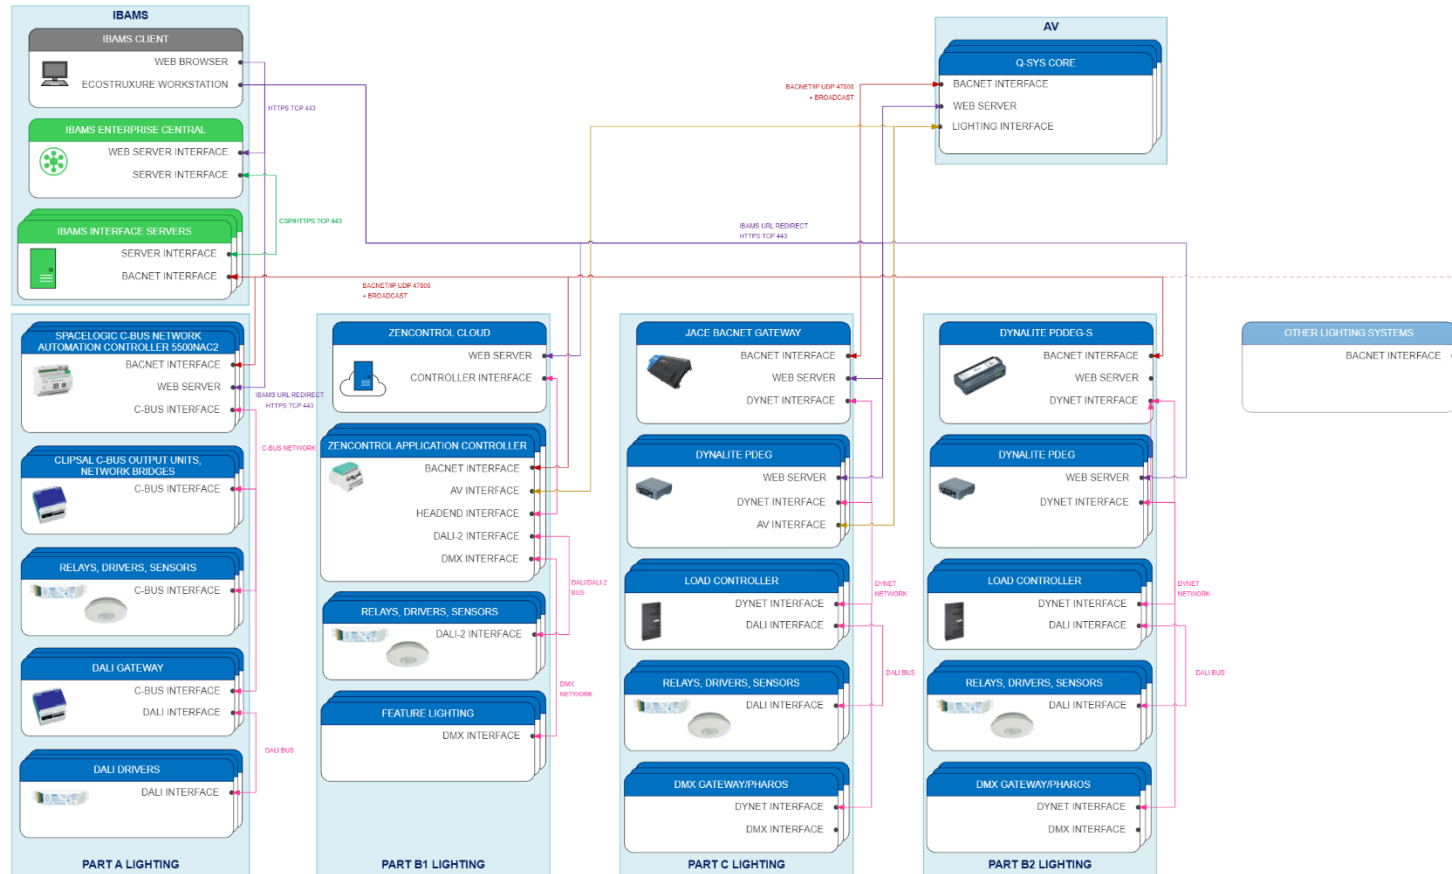 IBAMS
IBAMS CLIENT
WEB BROWSER
ECOSTRUXURE WORKSTATION
HTTPS TCP 443
IBAMS ENTERPRISE CENTRAL
WEB SERVER INTERFACE
SERVER INTERFACE
CSP/HTTPS TCP 443
IBAMS INTERFACE SERVERS
SERVER INTERFACE
BACNET INTERFACE
BACNET/IP UDP 47808
+ BROADCAST
AV
Q-SYS CORE
BACNET INTERFACE
WEB SERVER
LIGHTING INTERFACE
BACNET/IP UDP 47808
+ BROADCAST
IBAMS URL REDIRECT
HTTPS TCP 443
SPACELOGIC C-BUS NETWORK
AUTOMATION CONTROLLER 5500NAC2
BACNET INTERFACE
WEB SERVER
C-BUS INTERFACE
IBAMS URL REDIRECT
HTTPS TCP 443
C-BUS NETWORK
CLIPSAL C-BUS OUTPUT UNITS,
NETWORK BRIDGES
C-BUS INTERFACE
RELAYS, DRIVERS, SENSORS
C-BUS INTERFACE
DALI GATEWAY
C-BUS INTERFACE
DALI INTERFACE
DALI BUS
DALI DRIVERS
DALI INTERFACE
PART A LIGHTING
ZENCONTROL CLOUD
WEB SERVER
CONTROLLER INTERFACE
ZENCONTROL APPLICATION CONTROLLER
BACNET INTERFACE
AV INTERFACE
HEADEND INTERFACE
DALI-2 INTERFACE
DMX INTERFACE
DALI/DALI-2
BUS
RELAYS, DRIVERS, SENSORS
DALI-2 INTERFACE
DMX
NETWORK
FEATURE LIGHTING
DMX INTERFACE
PART B1 LIGHTING
JACE BACNET GATEWAY
BACNET INTERFACE
WEB SERVER
DYNET INTERFACE
DYNALITE PDEG
WEB SERVER
DYNET INTERFACE
AV INTERFACE
LOAD CONTROLLER
DYNET INTERFACE
DALI INTERFACE
DYNET
NETWORK
RELAYS, DRIVERS, SENSORS
DALI INTERFACE
DALI BUS
DMX GATEWAY/PHAROS
DYNET INTERFACE
DMX INTERFACE
PART C LIGHTING
DYNALITE PDDEG-S
BACNET INTERFACE
WEB SERVER
DYNET INTERFACE
DYNALITE PDEG
WEB SERVER
DYNET INTERFACE
LOAD CONTROLLER
DYNET INTERFACE
DALI INTERFACE
DYNET
NETWORK
RELAYS, DRIVERS, SENSORS
DALI INTERFACE
DALI BUS
DMX GATEWAY/PHAROS
DYNET INTERFACE
DMX INTERFACE
PART B2 LIGHTING
OTHER LIGHTING SYSTEMS
BACNET INTERFACE